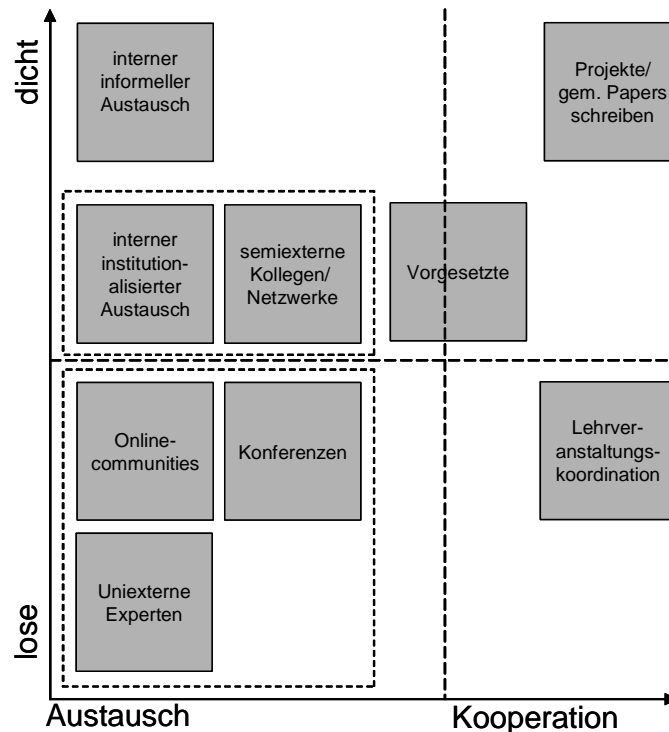 dicht
interner
informeller
Austausch
Projekte/
gem. Papers
schreiben
interner
institution-
alisierter
Austausch
semiexterne
Kollegen/
Netzwerke
Vorgesetzte
Online-
communities
Konferenzen
Lehrver-
anstaltungs-
koordination
Uniexterne
Experten
lose
Austausch
Kooperation